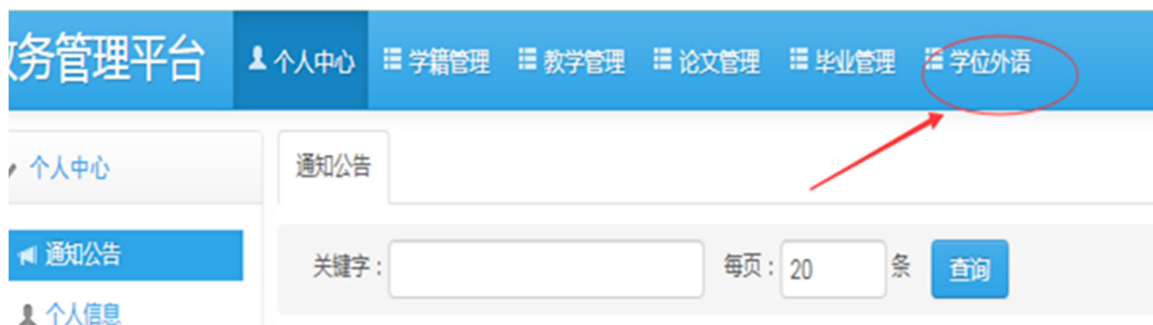 务管理平台 个人中心 学籍管理 教学管理 论文管理 毕业管理 学位外语
个人中心 通知公告
通知公告 关键字: 每页: 20 条 查询
个人信息